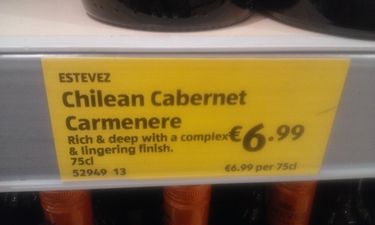 ESTEVEZ
Chilean Cabernet
Carmenere
Rich & deep with a complex
& lingering finish.
€6.99
75cl
52949 13
€6.99 per 75cl